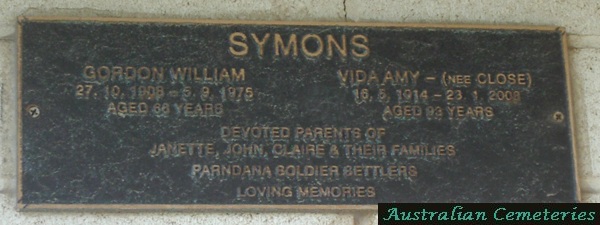 SYMONS
GORDON WILLIAM
27. 10. 1908 – 5. 9. 1975
AGED 66 YEARS
VIDA AMY – (NEE CLOSE)
16. 5. 1914 – 23. 1. 2008
AGED 93 YEARS
DEVOTED PARENTS OF
JANETTE, JOHN, CLAIRE & THEIR FAMILIES
PARNDANA SOLDIER SETTLERS
LOVING MEMORIES
Australian Cemeteries